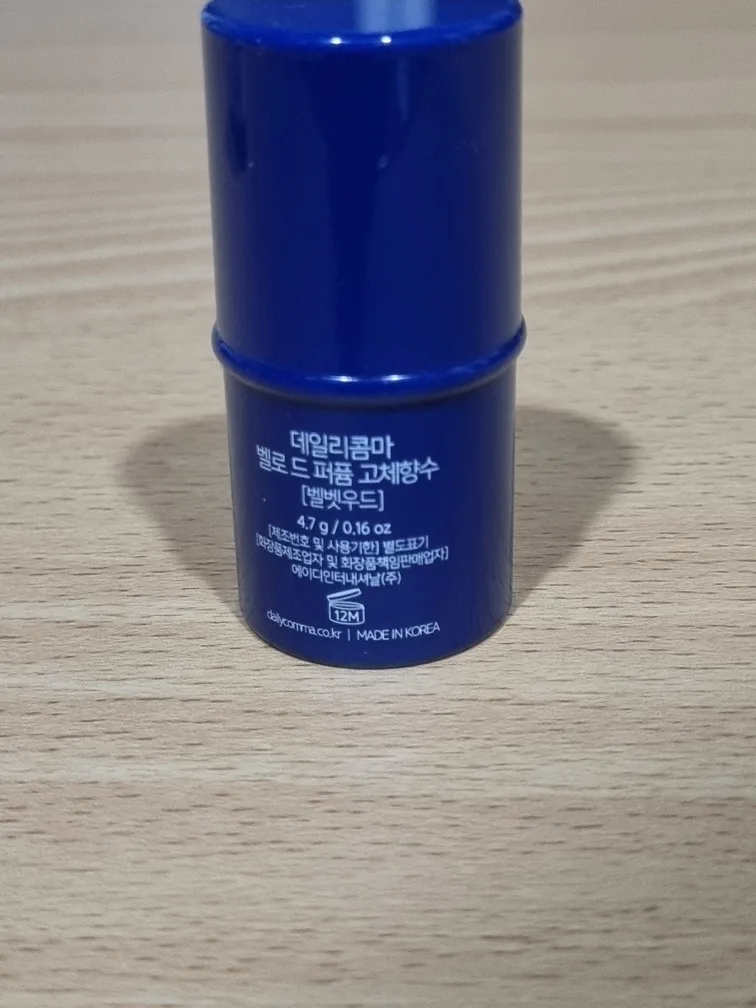 데일리콤마
벨로 드 퍼퓸 고체향수
[벨벳우드]
4.7 g / 0.16 oz
[제조번호 및 사용기한] 별도표기
[화장품제조업자 및 화장품책임판매업자]
에이디인터내셔날(주)
12M
dailycomma.co.kr | MADE IN KOREA